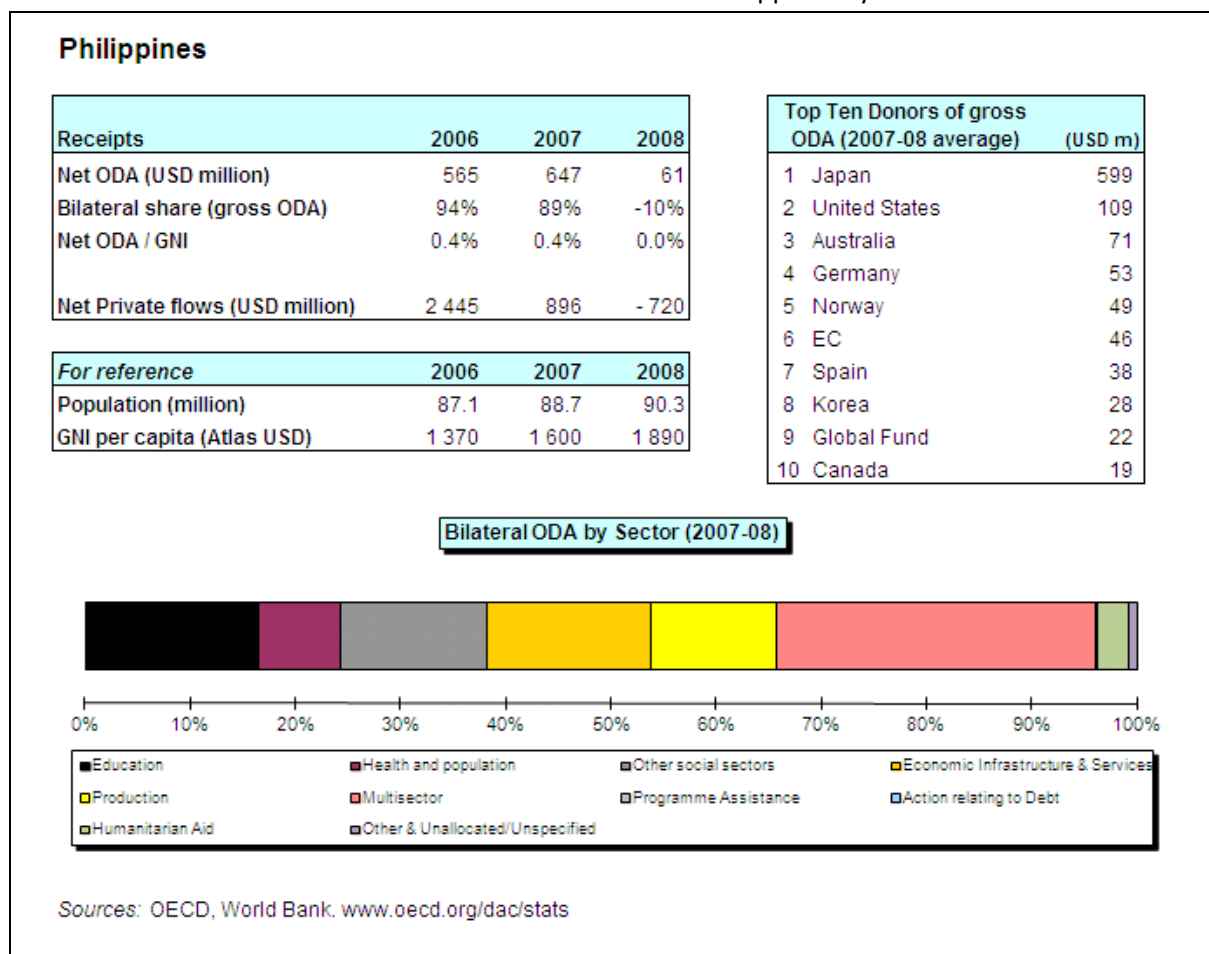 Philippines
Receipts 2006 2007 2008
Net ODA (USD million) 565 647 61
Bilateral share (gross ODA) 94% 89% -10%
Net ODA / GNI 0.4% 0.4% 0.0%
Net Private flows (USD million) 2 445 896 - 720
For reference 2006 2007 2008
Population (million) 87.1 88.7 90.3
GNI per capita (Atlas USD) 1 370 1 600 1 890
Top Ten Donors of gross
ODA (2007-08 average) (USD m)
1 Japan 599
2 United States 109
3 Australia 71
4 Germany 53
5 Norway 49
6 EC 46
7 Spain 38
8 Korea 28
9 Global Fund 22
10 Canada 19
Bilateral ODA by Sector (2007-08)
0% 10% 20% 30% 40% 50% 60% 70% 80% 90% 100%
Education Health and population Other social sectors Economic Infrastructure & Services
Production Multisector Programme Assistance Action relating to Debt
Humanitarian Aid Other & Unallocated/Unspecified
Sources: OECD, World Bank. www.oecd.org/dac/stats